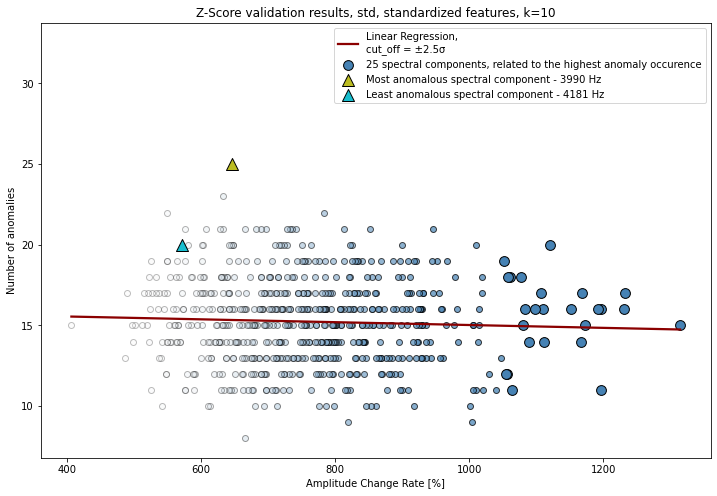 Z-Score validation results, std, standardized features, k=10
Linear Regression,
cut_off = ±2.5σ
25 spectral components, related to the highest anomaly occurence
Most anomalous spectral component - 3990 Hz
Least anomalous spectral component - 4181 Hz
Number of anomalies
30
25
20
15
10
400 600 800 1000 1200
Amplitude Change Rate [%]